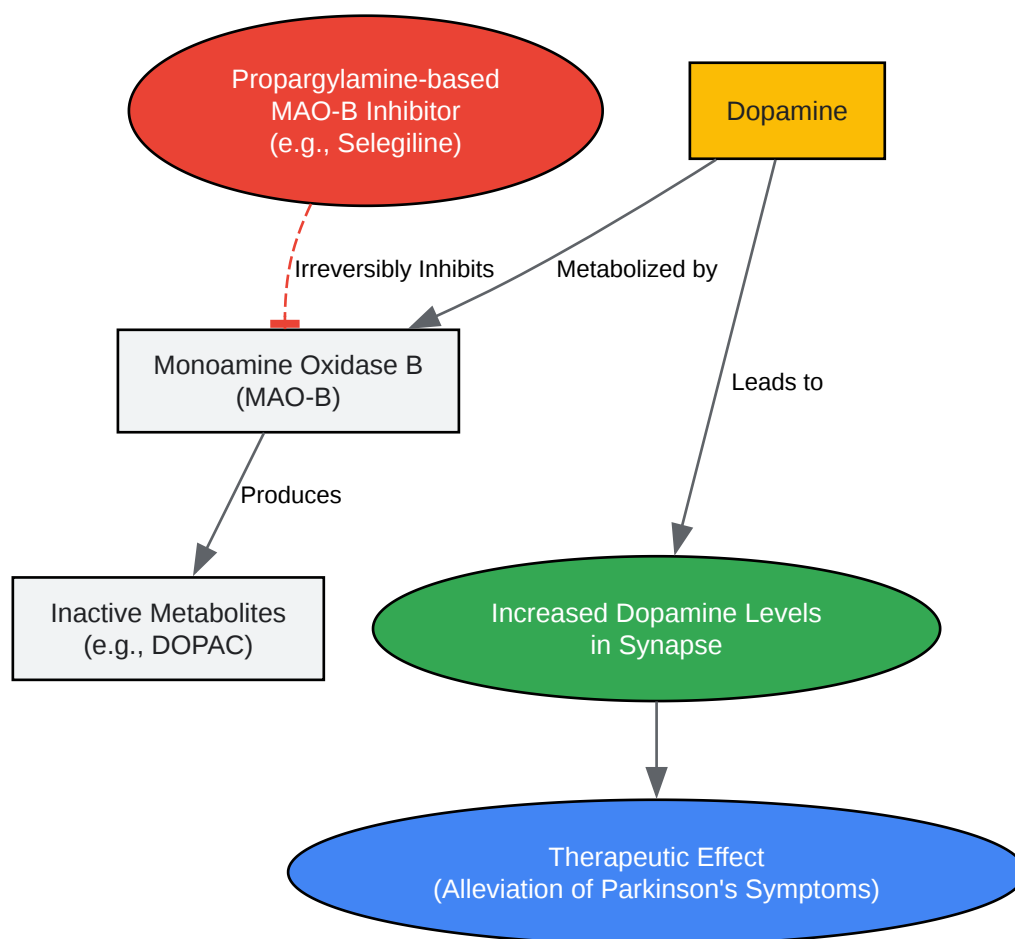 Propargylamine-based
MAO-B Inhibitor
(e.g., Selegiline)
Dopamine
Irreversibly Inhibits
Metabolized by
Monoamine Oxidase B
(MAO-B)
Leads to
Produces
Inactive Metabolites
(e.g., DOPAC)
Increased Dopamine Levels
in Synapse
Therapeutic Effect
(Alleviation of Parkinson's Symptoms)